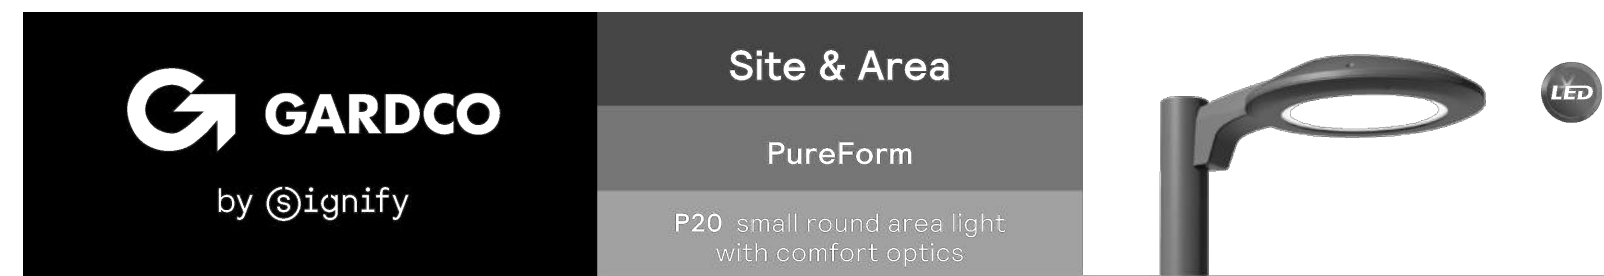 GARDCO
by Signify
Site & Area
PureForm
P20 small round area light
with comfort optics
LED